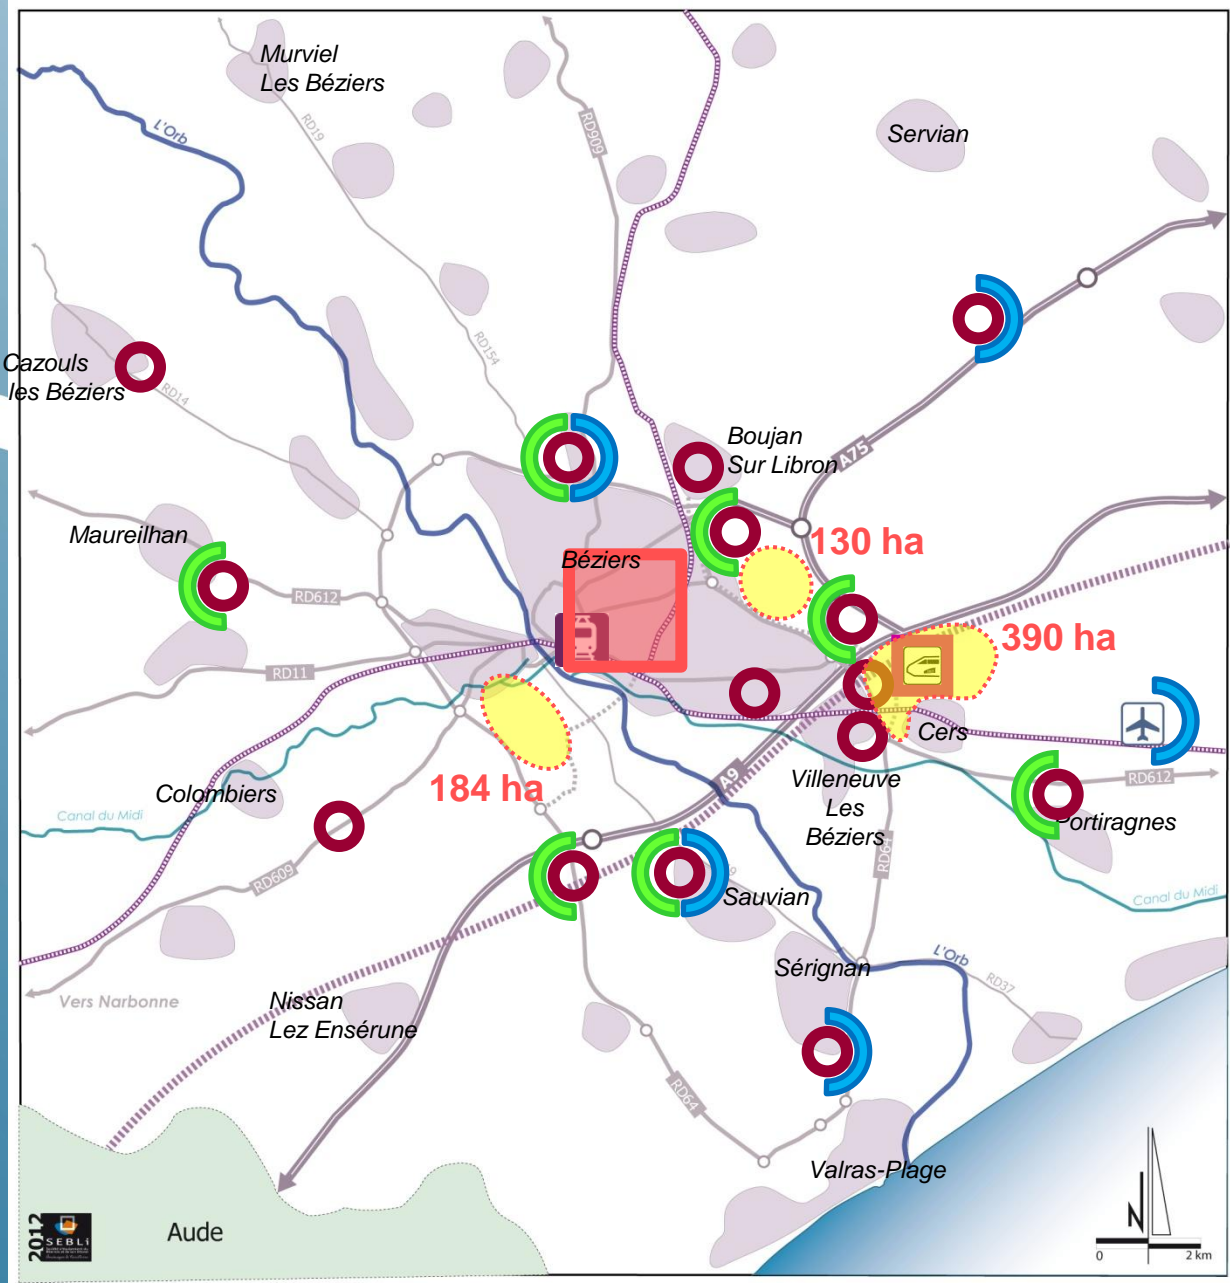 Murviel
Les Béziers
L'Orb
RD19
RD909
Servian
RD154
Cazouls
les Béziers
RD14
Boujan
Sur Libron
A75
Maureilhan
130 ha
Béziers
RD612
390 ha
RD11
Cers
184 ha
A9
Villeneuve
Les
Béziers
RD612
Colombiers
Canal du Midi
Portiragnes
RD64
RD609
Sauvian
Canal du Midi
Sérignan
L'Orb
RD37
Vers Narbonne
Nissan
Lez Ensérune
RD64
Valras-Plage
Aude
2012
SEBLi
N
0
2 km